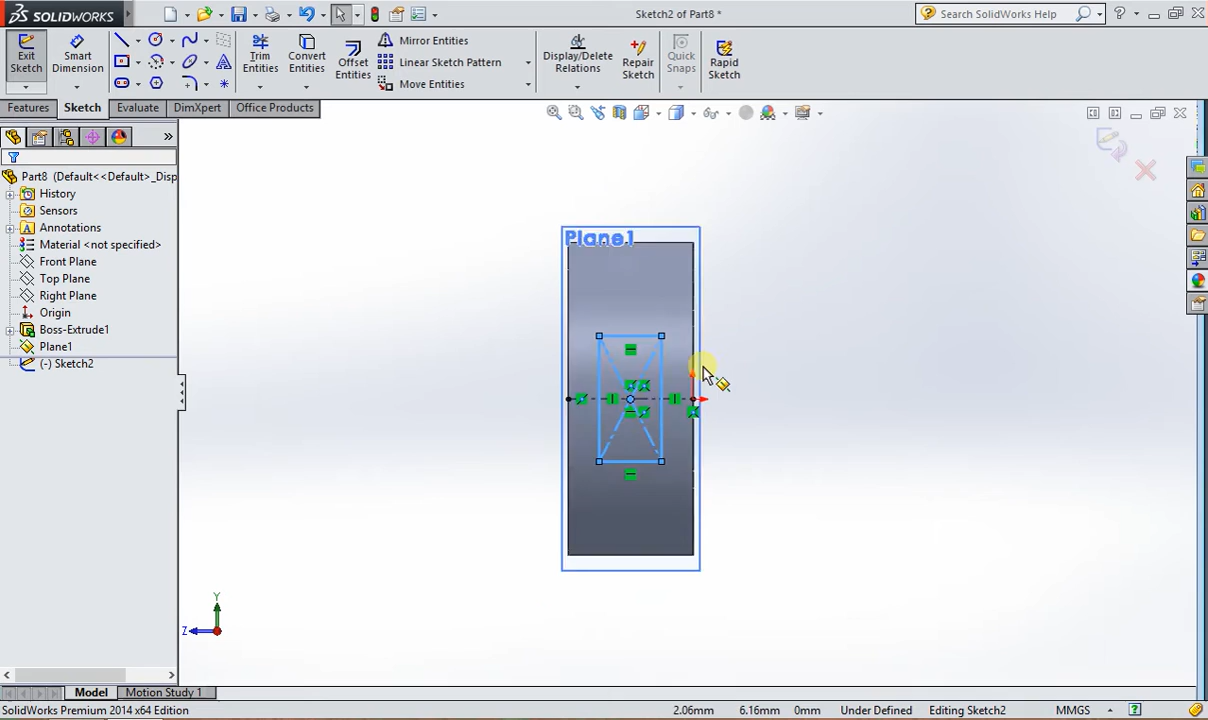 SOLIDWORKS
Sketch2 of Part8 *
Search SolidWorks Help
Exit Sketch
Smart Dimension
Trim Entities
Convert Entities
Offset Entities
Mirror Entities
Linear Sketch Pattern
Move Entities
Display/Delete Relations
Repair Sketch
Quick Snaps
Rapid Sketch
Features Sketch Evaluate DimXpert Office Products
Part8 (Default<<Default>_Disp
History
Sensors
Annotations
Material <not specified>
Front Plane
Top Plane
Right Plane
Origin
Boss-Extrude1
Plane1
(-) Sketch2
Plane1
Y
Z
Model Motion Study 1
SolidWorks Premium 2014 x64 Edition 2.06mm 6.16mm 0mm Under Defined Editing Sketch2 MMGS